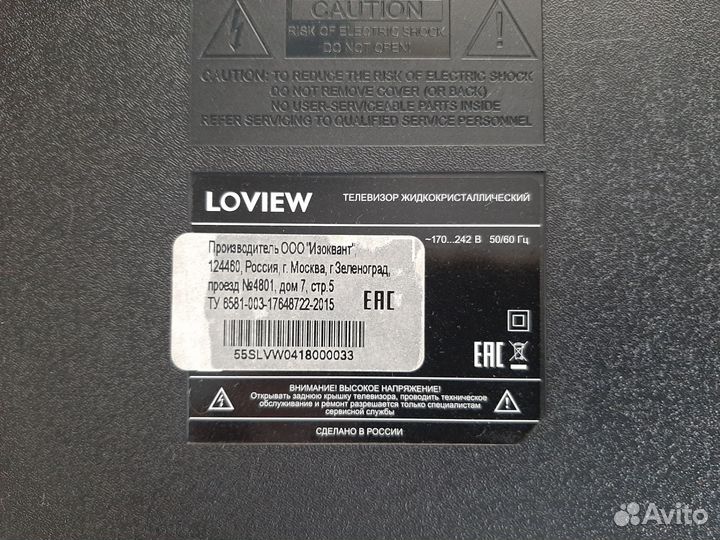 CAUTION
RISK OF ELECTRIC SHOCK
DO NOT OPEN!
CAUTION: TO REDUCE THE RISK OF ELECTRIC SHOCK
DO NOT REMOVE COVER (OR BACK)
NO USER-SERVICEABLE PARTS INSIDE
REFER SERVICING TO QUALIFIED SERVICE PERSONNEL
LOVIEW ТЕЛЕВИЗОР ЖИДКОКРИСТАЛЛИЧЕСКИЙ
~170...242 В 50/60 Гц
Производитель ООО "Изоквант",
124460, Россия, г. Москва, г.Зеленоград,
проезд №4801, дом 7, стр.5
ТУ 6581-003-17648722-2015
EAC
55SLVW0418000033
EAC
ВНИМАНИЕ! ВЫСОКОЕ НАПРЯЖЕНИЕ!
Открывать заднюю крышку телевизора, проводить техническое
обслуживание и ремонт разрешается только специалистам
сервисной службы
СДЕЛАНО В РОССИИ
Avito